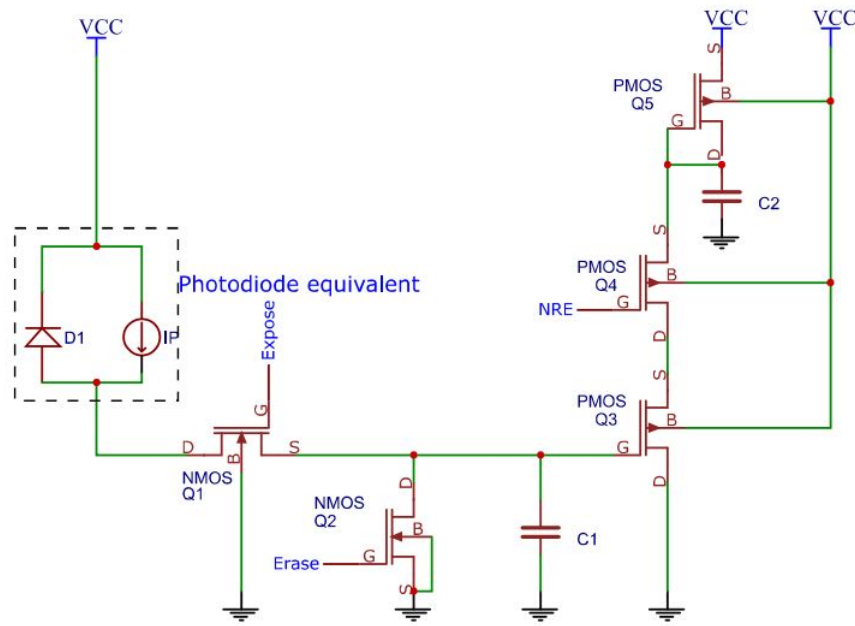 VCC
VCC
VCC
S
PMOS
Q5
B
G
D
C2
S
PMOS
Q4
B
G
NRE
D
Photodiode equivalent
D1
IP
Expose
G
S
PMOS
Q3
B
G
D
D
B
S
NMOS
Q1
NMOS
Q2
D
B
G
Erase
S
C1